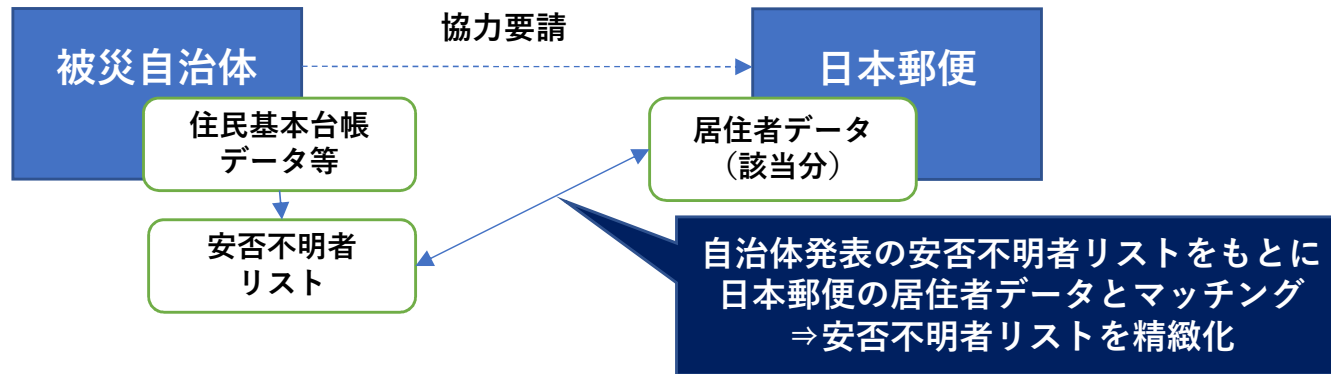 協力要請
被災自治体
日本郵便
住民基本台帳
データ等
居住者データ
（該当分）
安否不明者
リスト
自治体発表の安否不明者リストをもとに
日本郵便の居住者データとマッチング
⇒安否不明者リストを精緻化